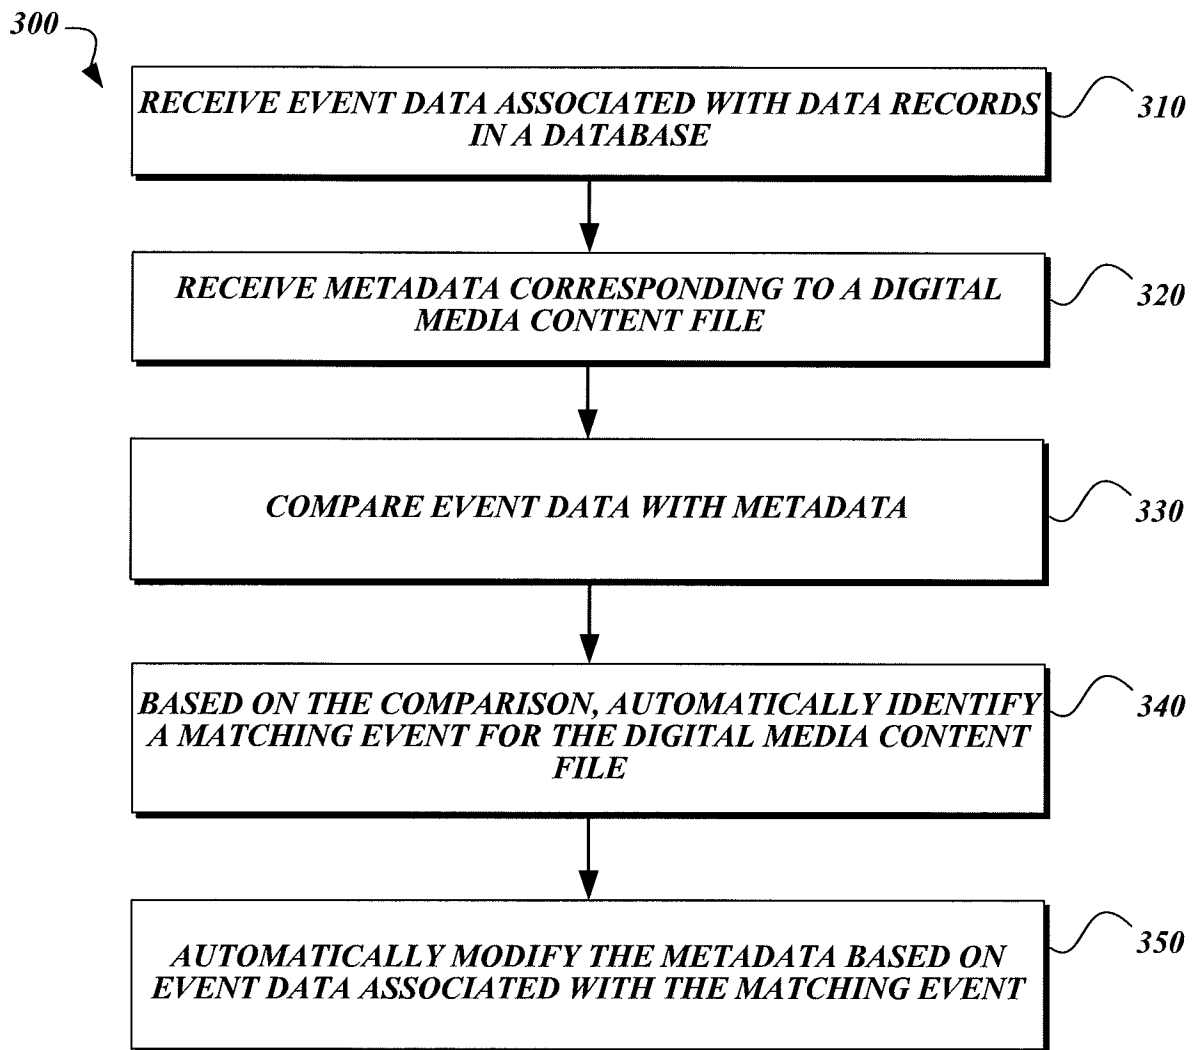 300
RECEIVE EVENT DATA ASSOCIATED WITH DATA RECORDS
IN A DATABASE
310
RECEIVE METADATA CORRESPONDING TO A DIGITAL
MEDIA CONTENT FILE
320
COMPARE EVENT DATA WITH METADATA
330
BASED ON THE COMPARISON, AUTOMATICALLY IDENTIFY
A MATCHING EVENT FOR THE DIGITAL MEDIA CONTENT
FILE
340
AUTOMATICALLY MODIFY THE METADATA BASED ON
EVENT DATA ASSOCIATED WITH THE MATCHING EVENT
350